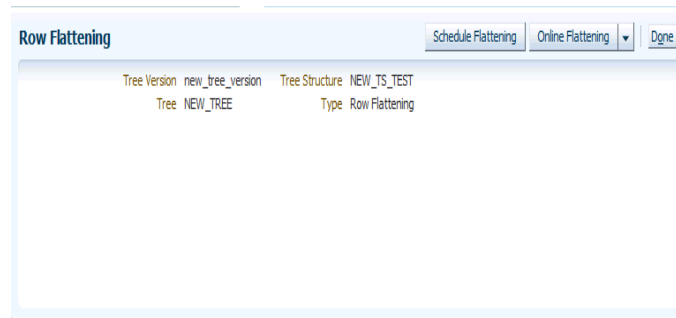 Row Flattening Schedule Flattening Online Flattening Done
Tree Version new_tree_version Tree Structure NEW_TS_TEST
Tree NEW_TREE Type Row Flattening